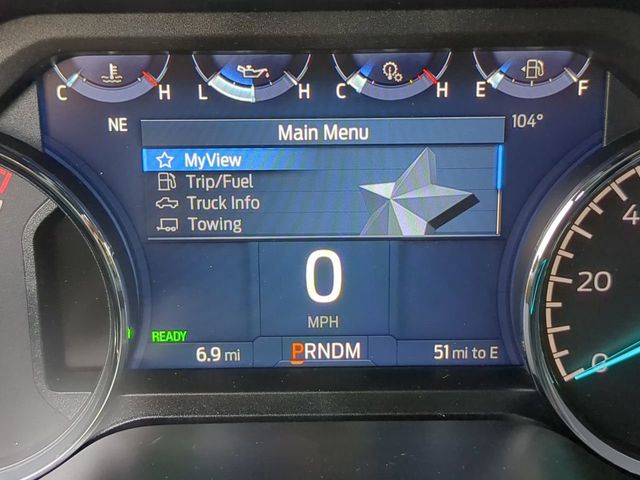 C H L H C H E F
NE
104°
Main Menu
MyView
Trip/Fuel
Truck Info
Towing
0
MPH
READY
6.9 mi
PRNDM
51 mi to E
4
20
0